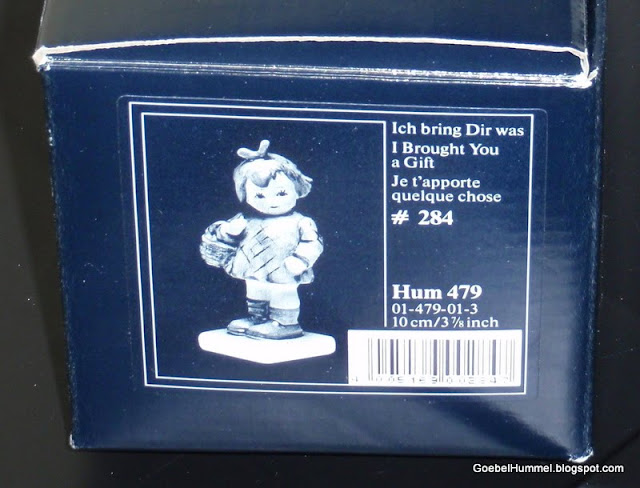 Ich bring Dir was
I Brought You
a Gift
Je t'apporte
quelque chose
# 284
Hum 479
01-479-01-3
10 cm/3 7/8 inch
GoebelHummel.blogspot.com